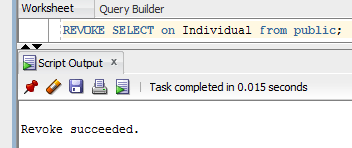 Worksheet Query Builder
REVOKE SELECT on Individual from public;
Script Output x
Task completed in 0.015 seconds
Revoke succeeded.